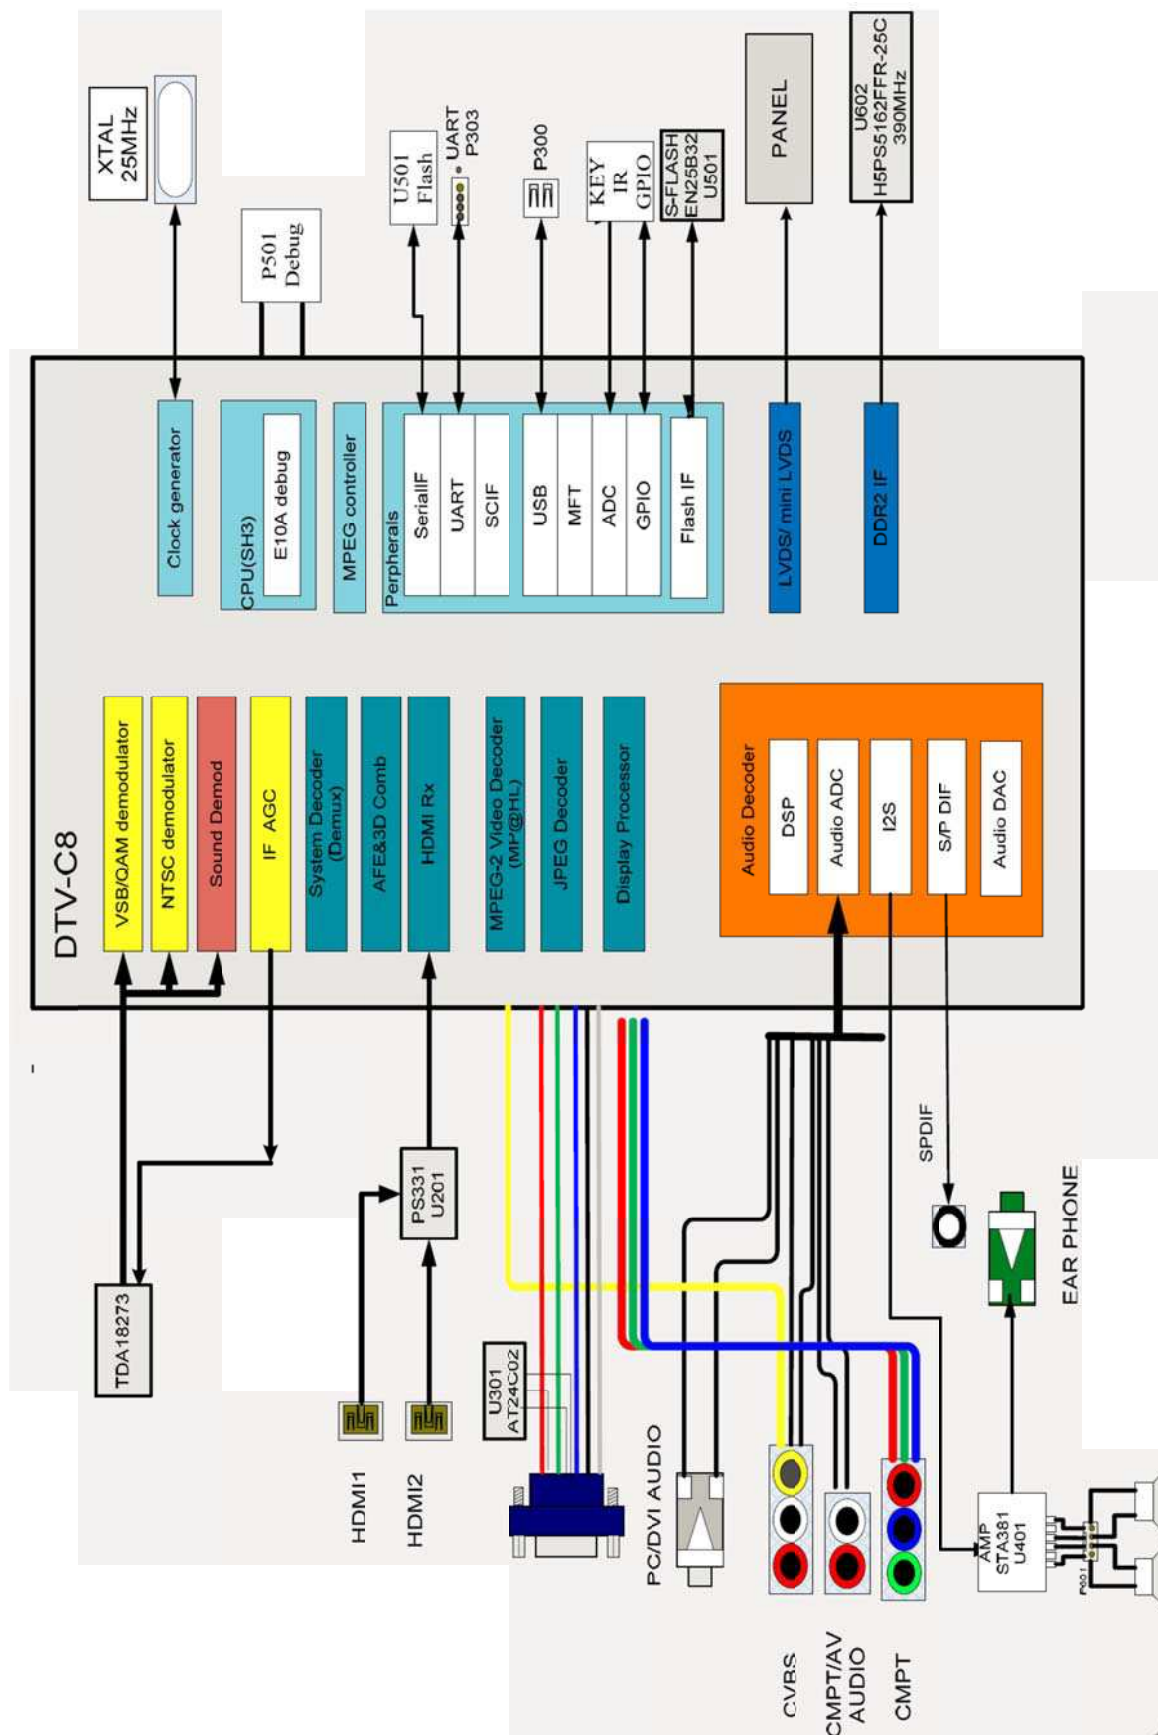 DTV-C8
TDA18273
VSB/QAM demodulator
NTSC demodulator
Sound Demod
IF AGC
System Decoder
(Demux)
AFE&3D Comb
HDMI Rx
MPEG-2 Video Decoder
(MP@HL)
JPEG Decoder
Display Processor
Audio Decoder
DSP
Audio ADC
I2S
S/P DIF
Audio DAC
Clock generator
CPU(SH3)
E10A debug
MPEG controller
Perpherals
SerialIF
UART
SCIF
USB
MFT
ADC
GPIO
Flash IF
LVDS/ mini LVDS
DDR2 IF
XTAL
25MHz
P501
Debug
U501
Flash
UART
P303
P300
KEY
IR
GPIO
S-FLASH
EN25B32
U501
PANEL
U602
H5PS5162FFR-25C
390MHz
HDMI1
HDMI2
PS331
U201
U301
AT24C02
PC/DVI AUDIO
CVBS
CMPT/AV
AUDIO
CMPT
SPDIF
EAR PHONE
AMP
STA381
U401